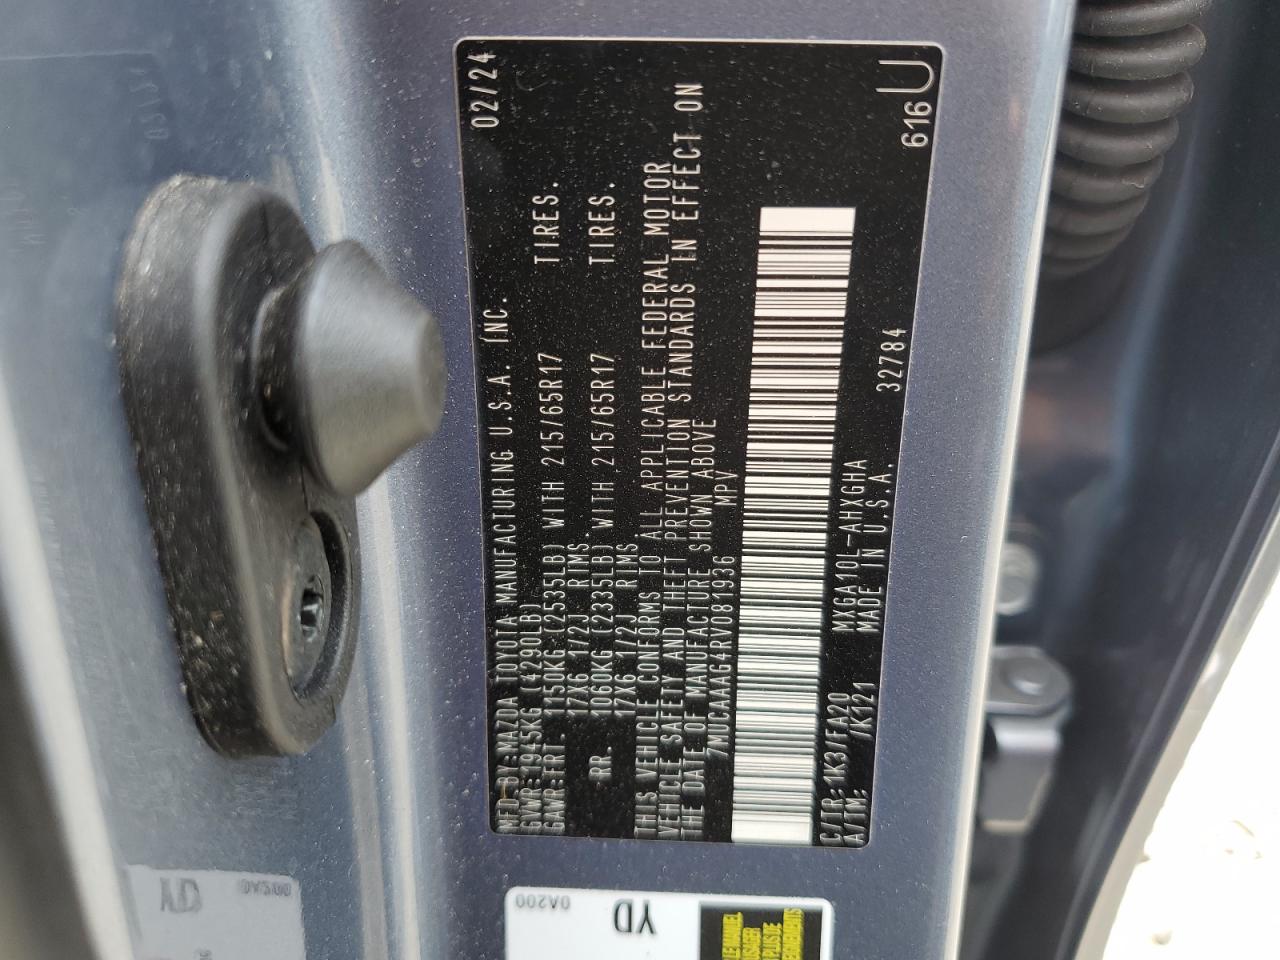 MFD BY:MAZDA TOYOTA MANUFACTURING U.S.A. INC. 02/24
GVWR:1945KG (4290LB)
GAWR:FRT. 1150KG (2535LB) WITH 215/65R17 TIRES.
17X6 1/2J RIMS.
RR. 1060KG (2335LB) WITH 215/65R17 TIRES.
17X6 1/2J RIMS
THIS VEHICLE CONFORMS TO ALL APPLICABLE FEDERAL MOTOR
VEHICLE SAFETY AND THEFT PREVENTION STANDARDS IN EFFECT ON
THE DATE OF MANUFACTURE SHOWN ABOVE
7MUCAAAG4RV081936 MPV
C/TR:1K3/FA20 MXGA10L-AHXGHA 32784
A/TM: /K121 MADE IN U.S.A.
616 U
0A200
YD